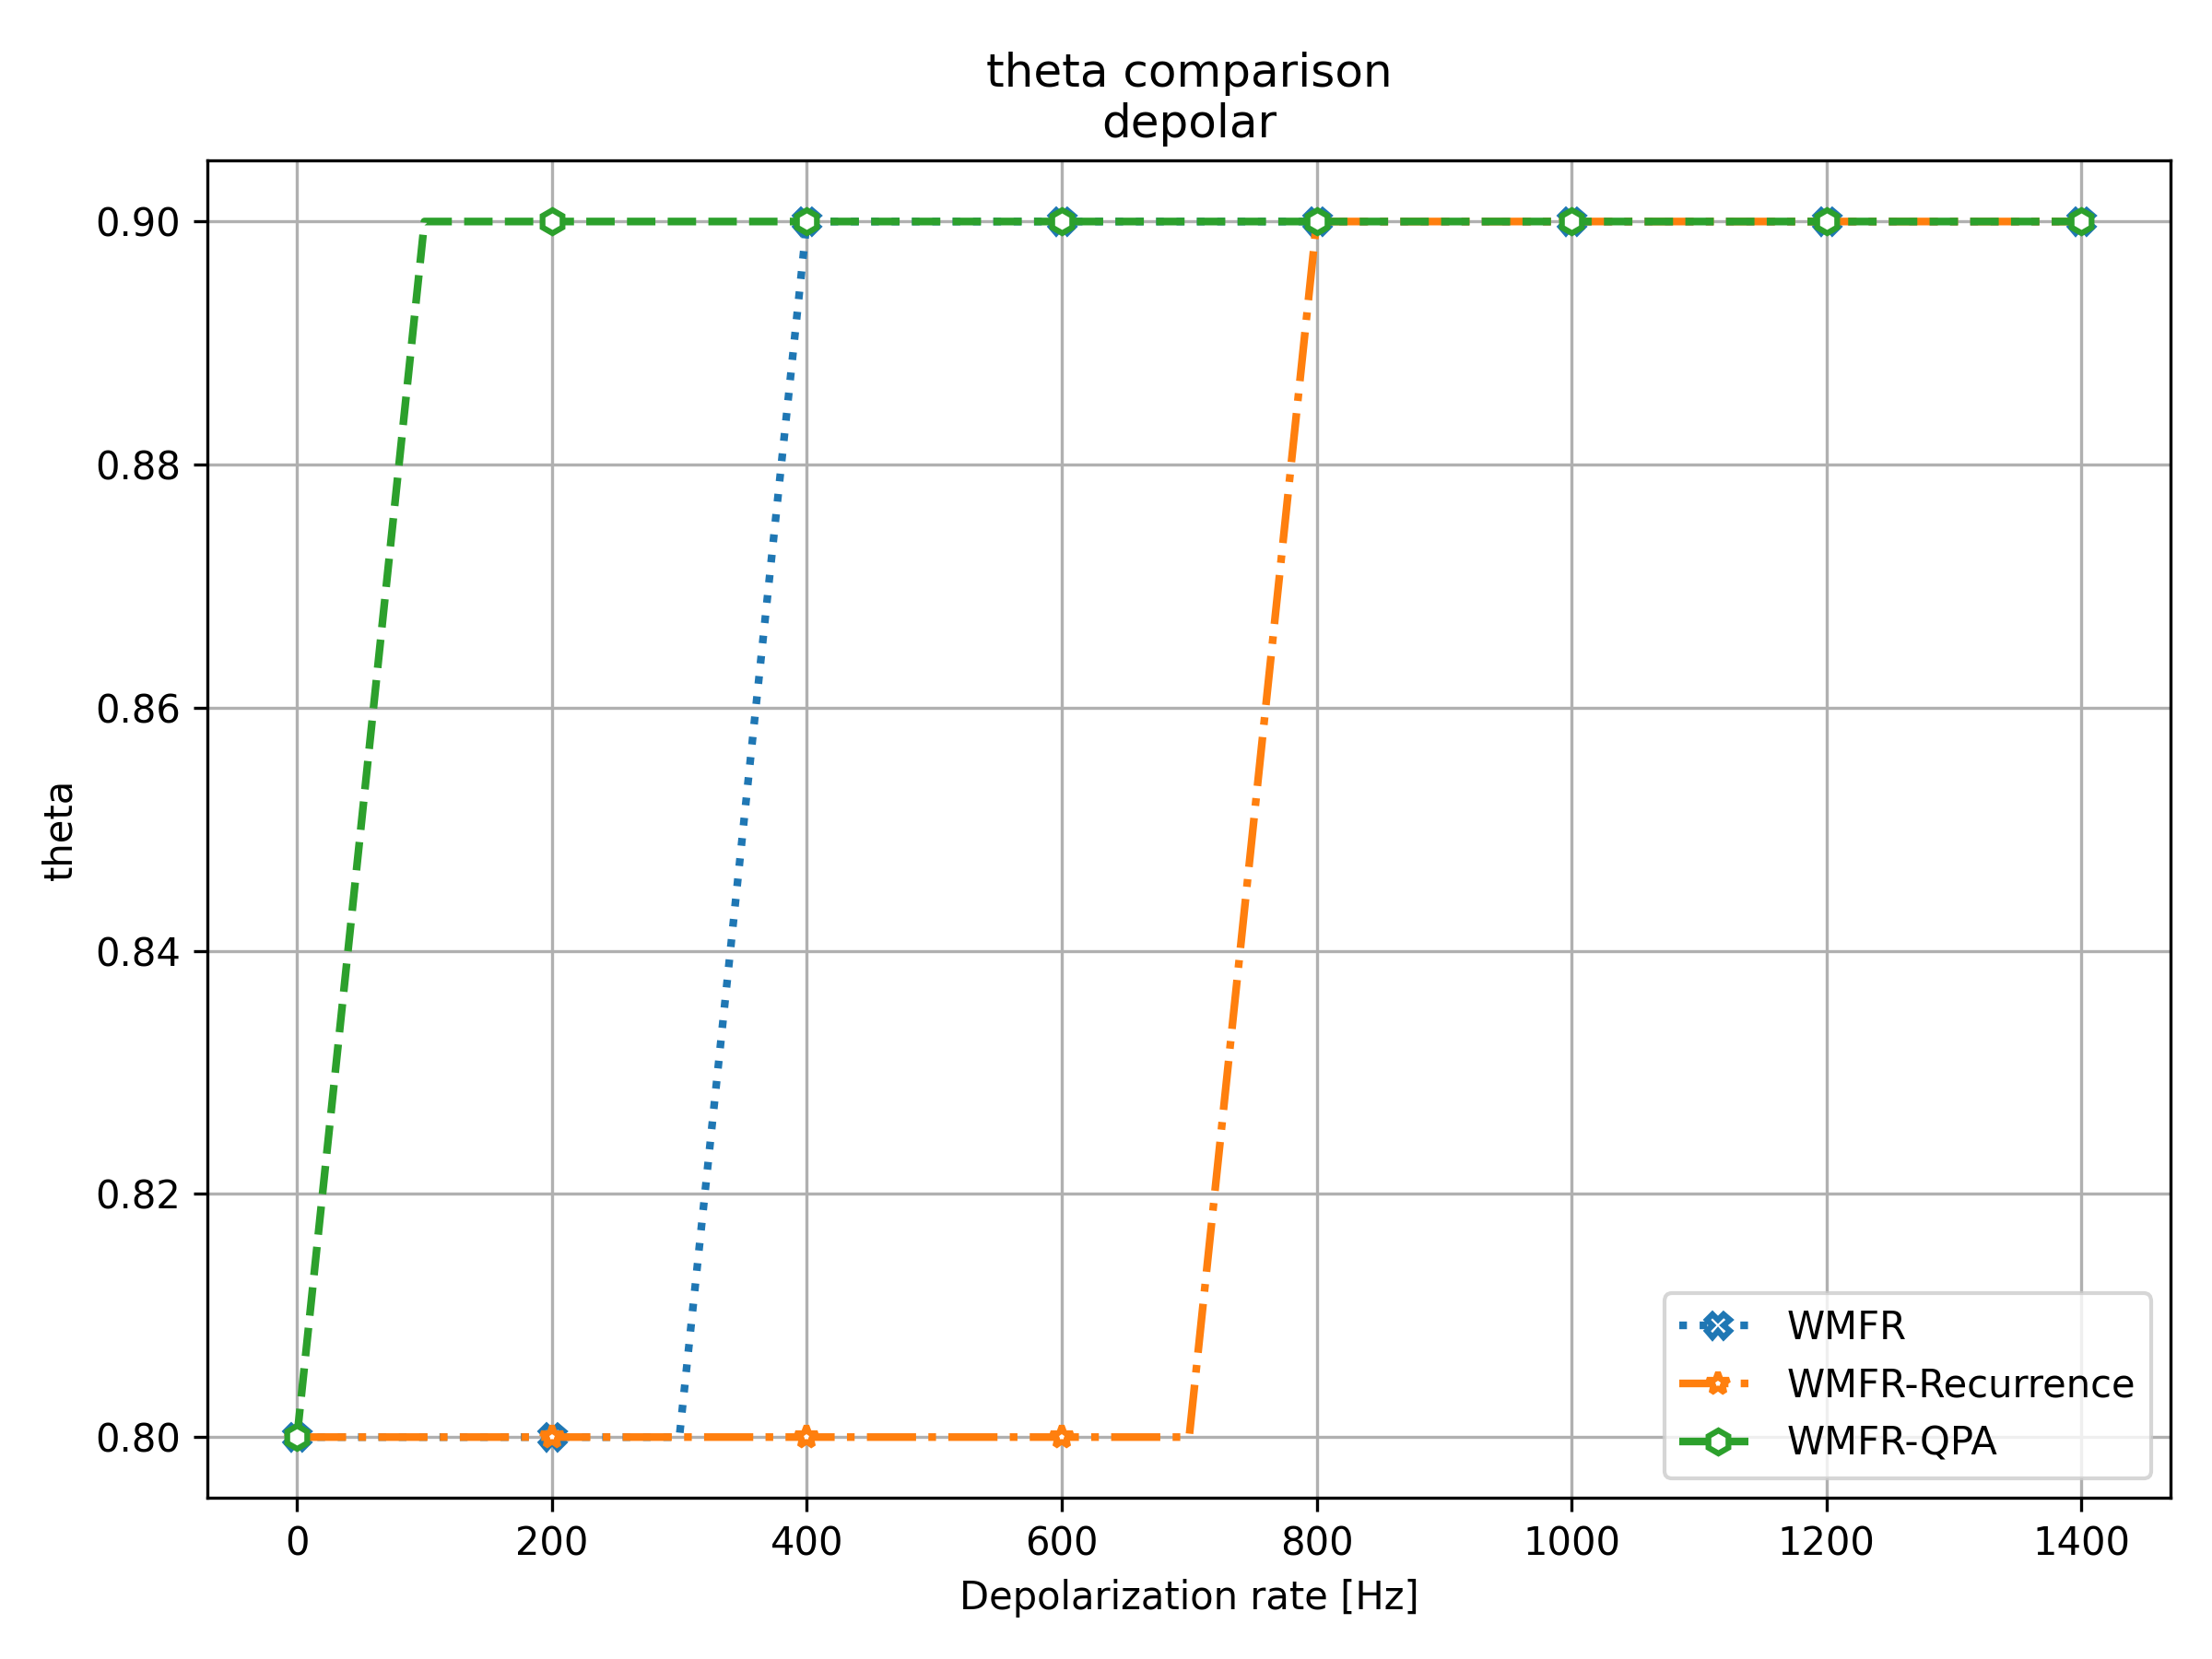 theta comparison
depolar
0.90
0.88
0.86
0.84
0.82
0.80
theta
0 200 400 600 800 1000 1200 1400
Depolarization rate [Hz]
WMFR
WMFR-Recurrence
WMFR-QPA